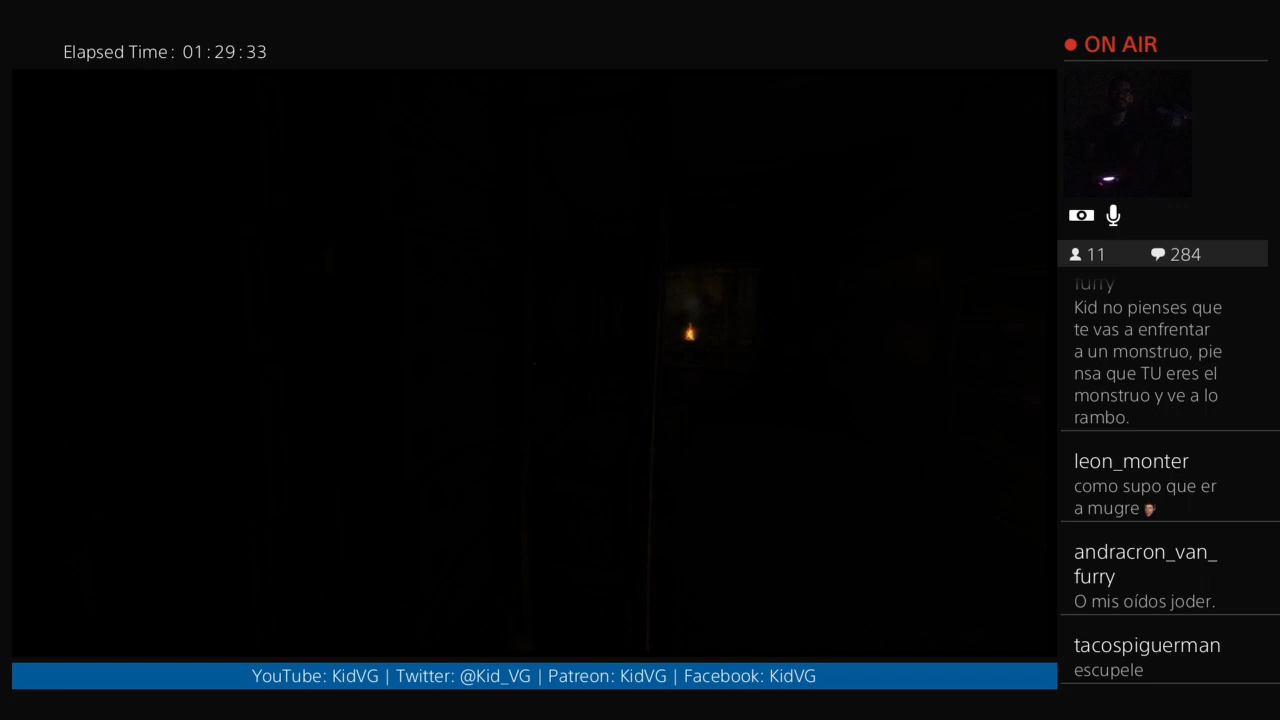 Elapsed Time: 01:29:33
ON AIR
11 284
furry
Kid no pienses que
te vas a enfrentar
a un monstruo, pie
nsa que TU eres el
monstruo y ve a lo
rambo.
leon_monter
como supo que er
a mugre
andracron_van_
furry
O mis oídos joder.
tacospiguerman
escupele
YouTube: KidVG | Twitter: @Kid_VG | Patreon: KidVG | Facebook: KidVG